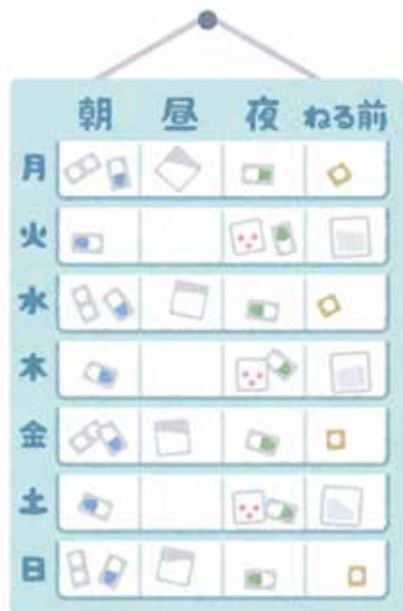 朝 昼 夜 ねる前
月
火
水
木
金
土
日